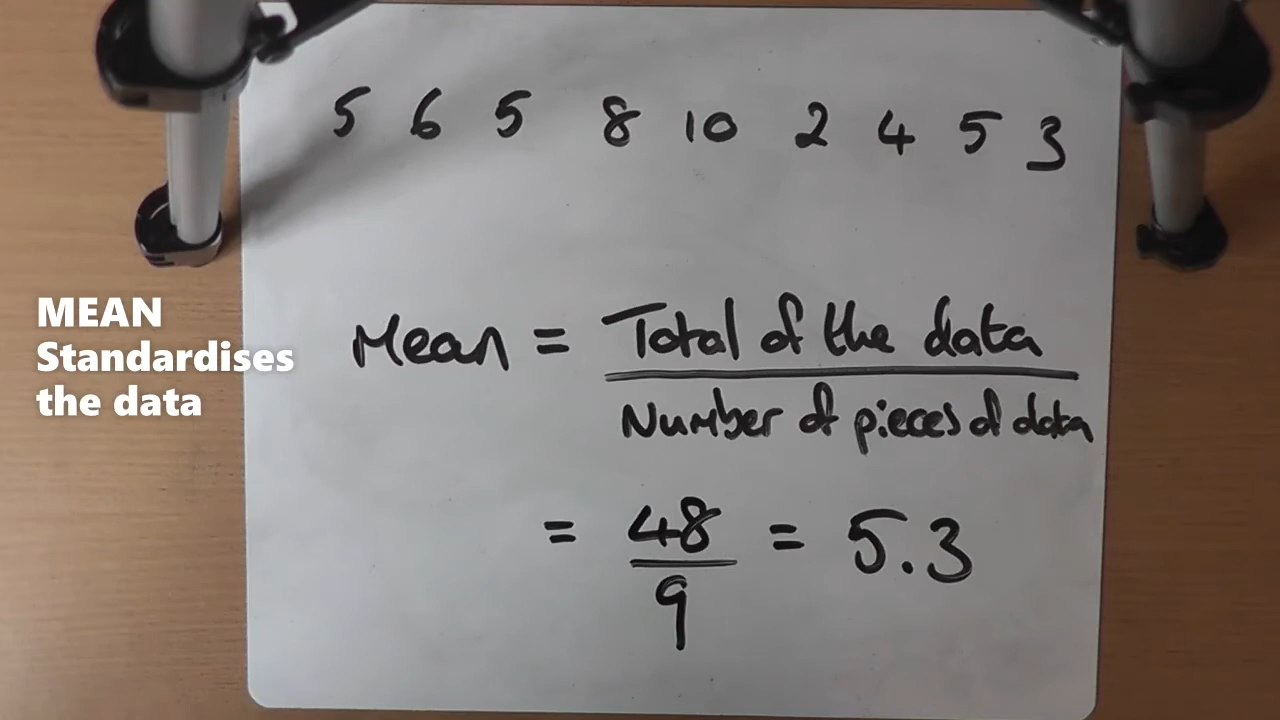 5 6 5 8 10 2 4 5 3
MEAN
Standardises
the data
Mean = Total of the data
Number of pieces of data
= 48 = 5.3
9